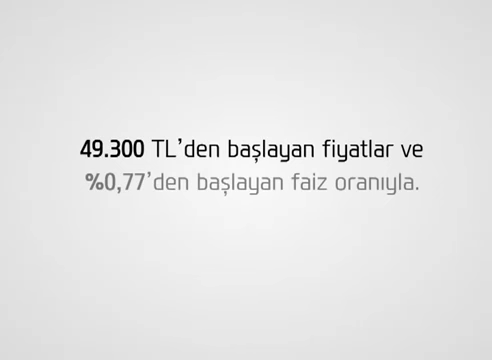 49.300 TL’den başlayan fiyatlar ve
%0,77’den başlayan faiz oranıyla.